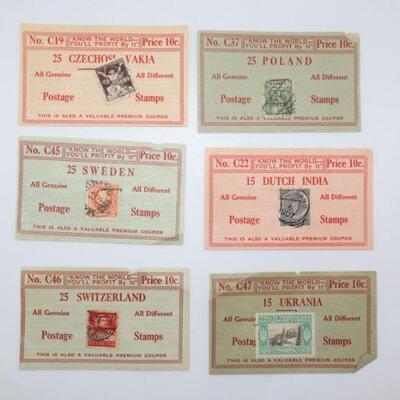 No. C19 "KNOW THE WORLD— YOU'LL PROFIT BY IT" Price 10c.
25 CZECHOSLVAKIA
All Genuine All Different
Postage Stamps
THIS IS ALSO A VALUABLE PREMIUM COUPON
No. C37 "KNOW THE WORLD— YOU'LL PROFIT BY IT" Price 10c.
25 POLAND
All Genuine All Different
Postage Stamps
THIS IS ALSO A VALUABLE PREMIUM COUPON
No. C45 "KNOW THE WORLD— YOU'LL PROFIT BY IT" Price 10c.
25 SWEDEN
All Genuine All Different
Postage Stamps
THIS IS ALSO A VALUABLE PREMIUM COUPON
No. C22 "KNOW THE WORLD— YOU'LL PROFIT BY IT" Price 10c.
15 DUTCH INDIA
All Genuine All Different
Postage Stamps
THIS IS ALSO A VALUABLE PREMIUM COUPON
No. C46 "KNOW THE WORLD— YOU'LL PROFIT BY IT" Price 10c.
25 SWITZERLAND
All Genuine All Different
Postage Stamps
HELVETIA
THIS IS ALSO A VALUABLE PREMIUM COUPON
No. C47 "KNOW THE WORLD— YOU'LL PROFIT BY IT" Price 10c.
15 UKRANIA
All Genuine All Different
Postage Stamps
THIS IS ALSO A VALUABLE PREMIUM COUPON